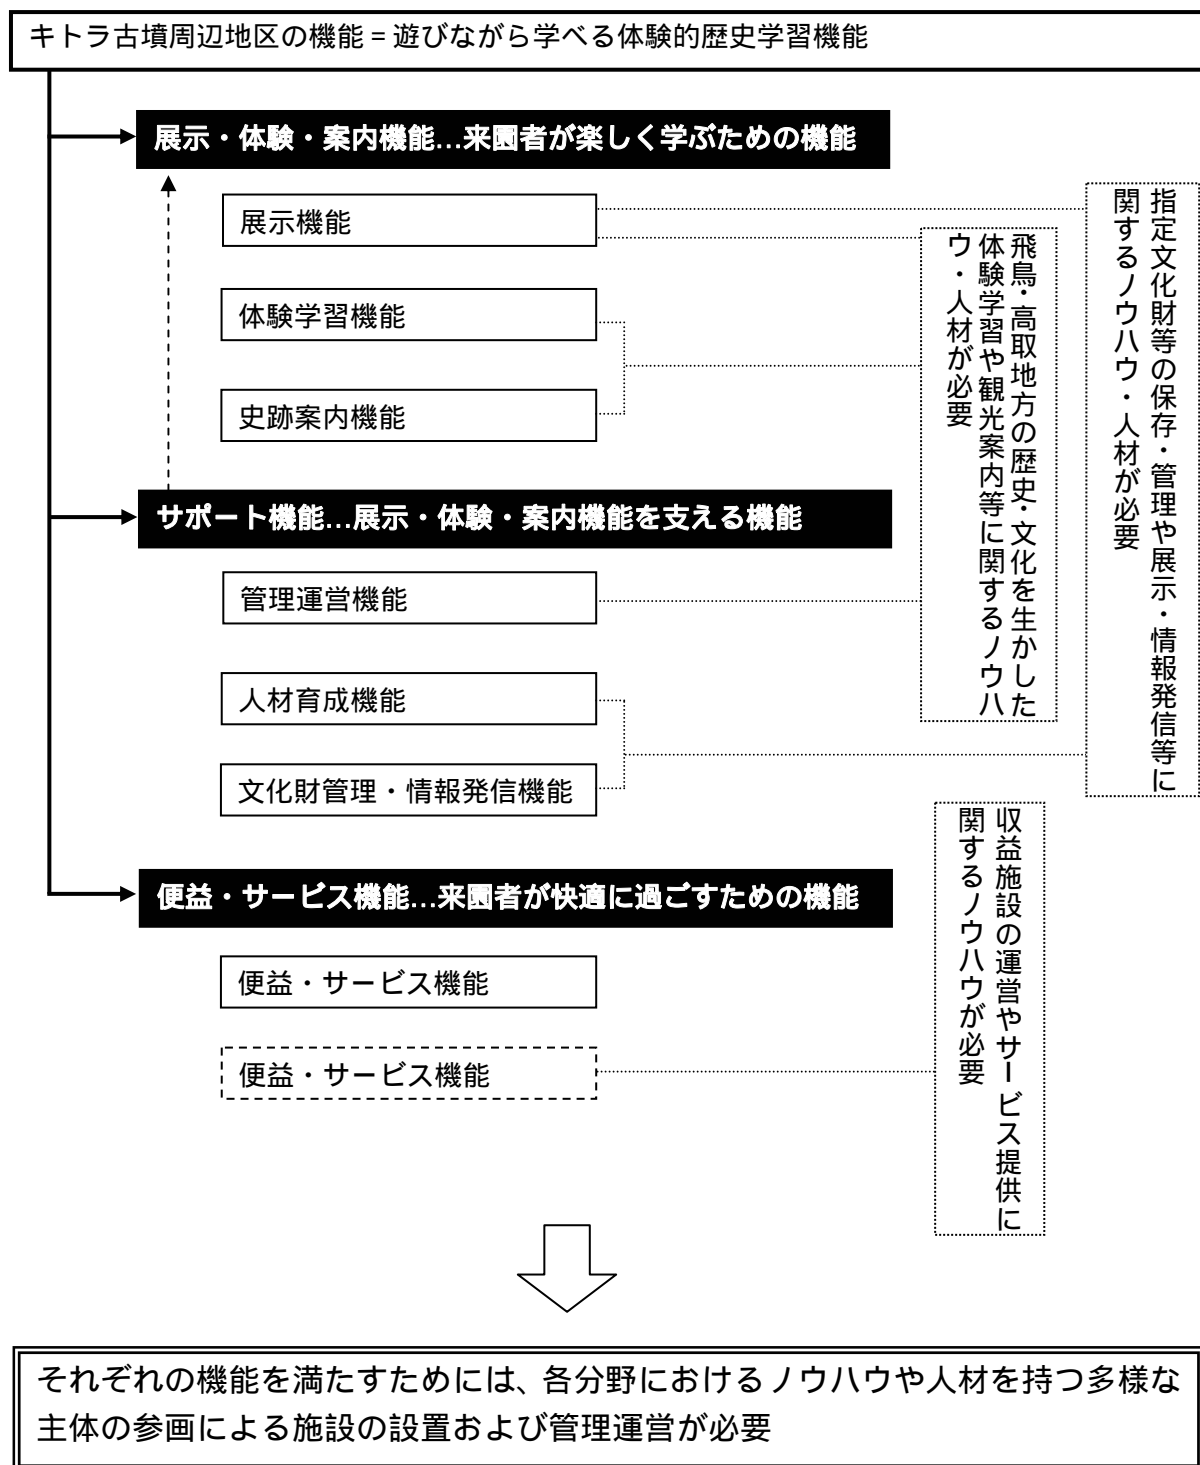 キトラ古墳周辺地区の機能＝遊びながら学べる体験的歴史学習機能
展示・体験・案内機能…来園者が楽しく学ぶための機能
展示機能
体験学習機能
史跡案内機能
サポート機能…展示・体験・案内機能を支える機能
管理運営機能
人材育成機能
文化財管理・情報発信機能
便益・サービス機能…来園者が快適に過ごすための機能
便益・サービス機能
便益・サービス機能
指定文化財等の保存・管理や展示・情報発信等に
関するノウハウ・人材が必要
飛鳥・高取地方の歴史・文化を生かした
体験学習や観光案内等に関するノウハ
ウ・人材が必要
収益施設の運営やサービス提供に
関するノウハウが必要
それぞれの機能を満たすためには、各分野におけるノウハウや人材を持つ多様な
主体の参画による施設の設置および管理運営が必要